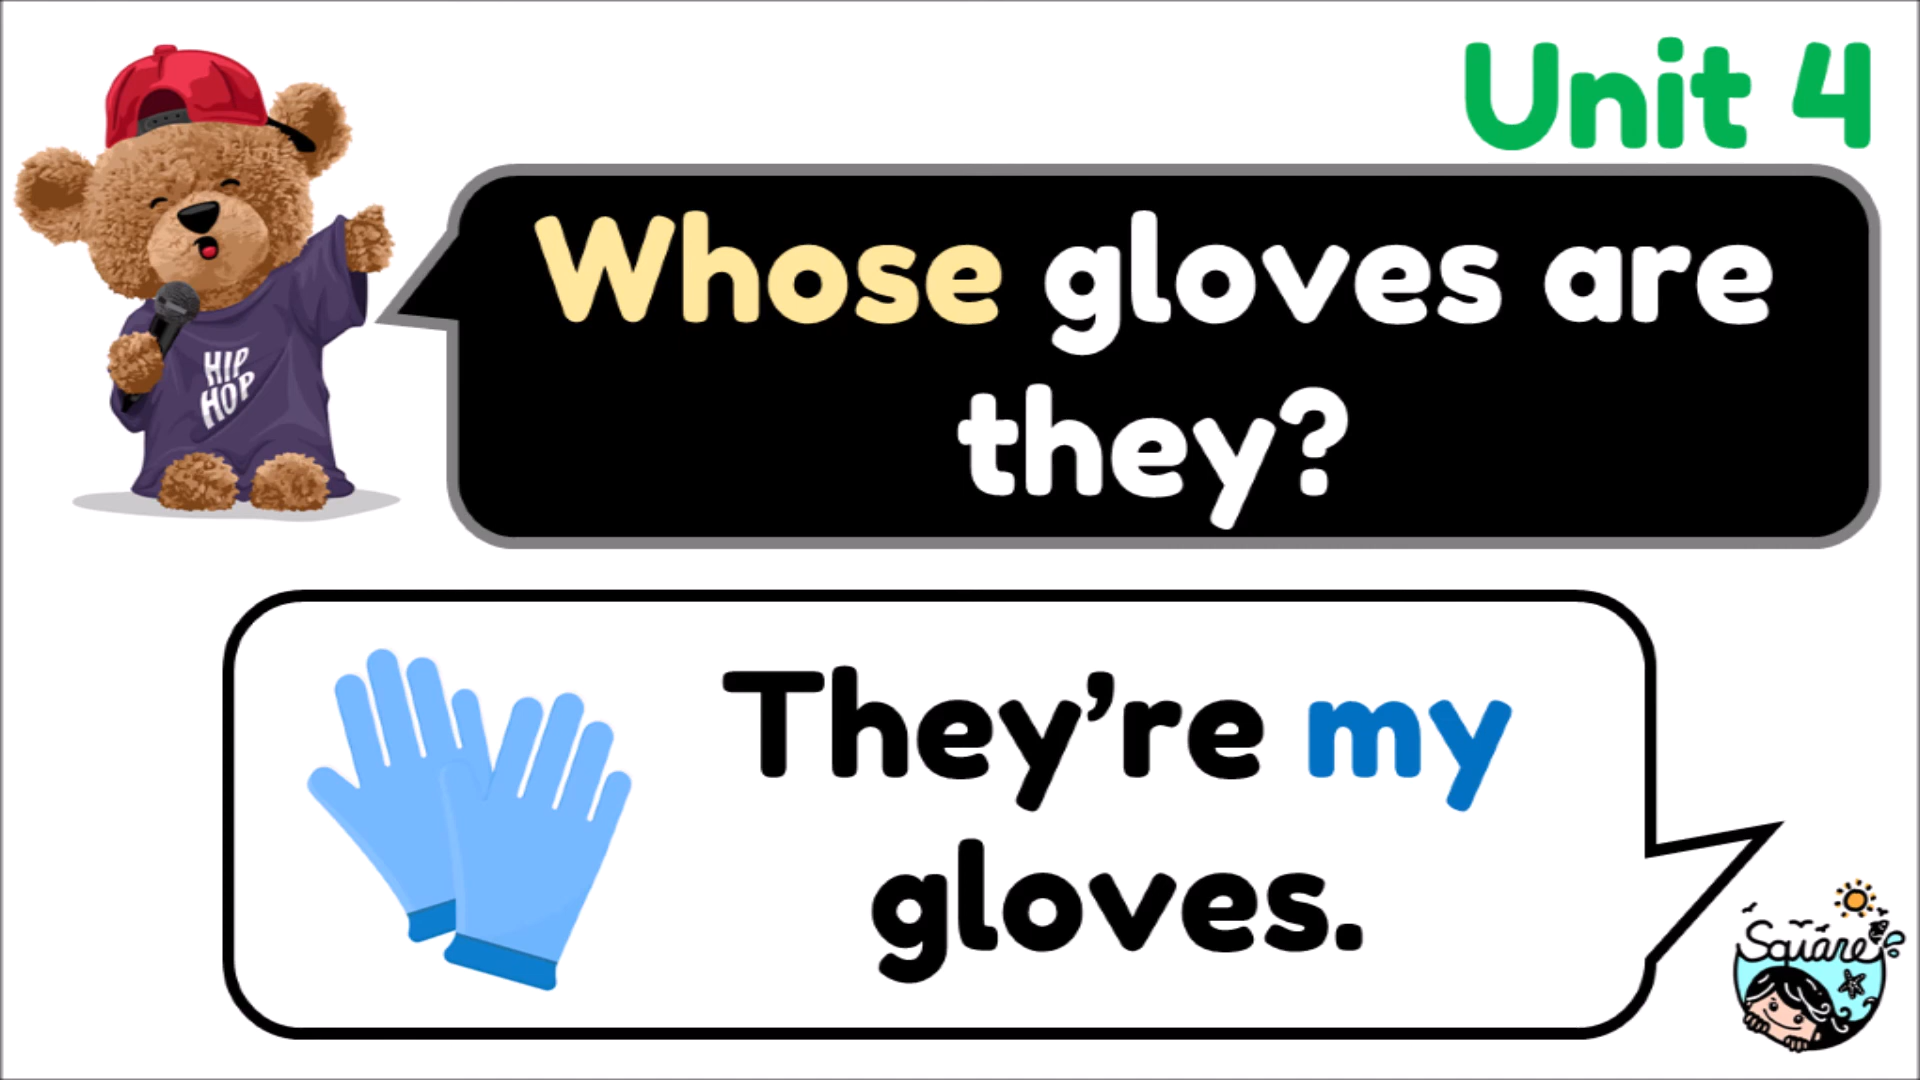 Unit 4
Whose gloves are
they?
HIP
HOP
They’re my
gloves.
Square